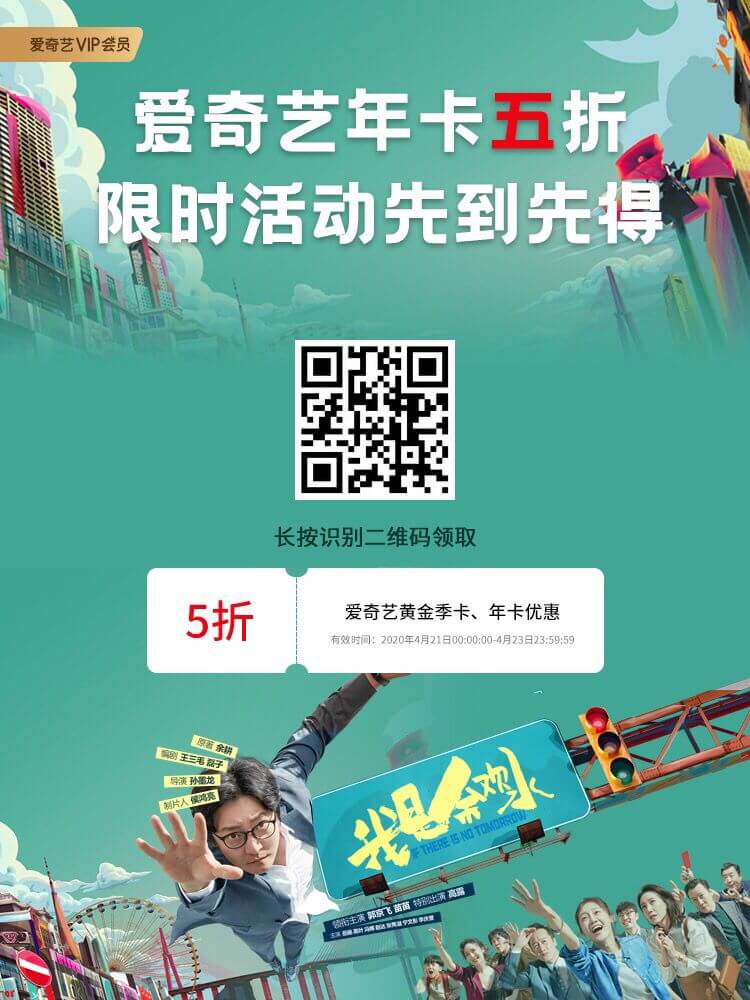 爱奇艺VIP会员
爱奇艺年卡五折
限时活动先到先得
长按识别二维码领取
5折
爱奇艺黄金季卡、年卡优惠
有效时间：2020年4月21日00:00:00-4月23日23:59:59
原著 余耕
编剧 王三毛 磊子
导演 孙墨龙
制片人 侯鸿亮
我是余欢水
IF THERE IS NO TOMORROW
领衔主演 郭京飞 苗苗 特别出演 高露